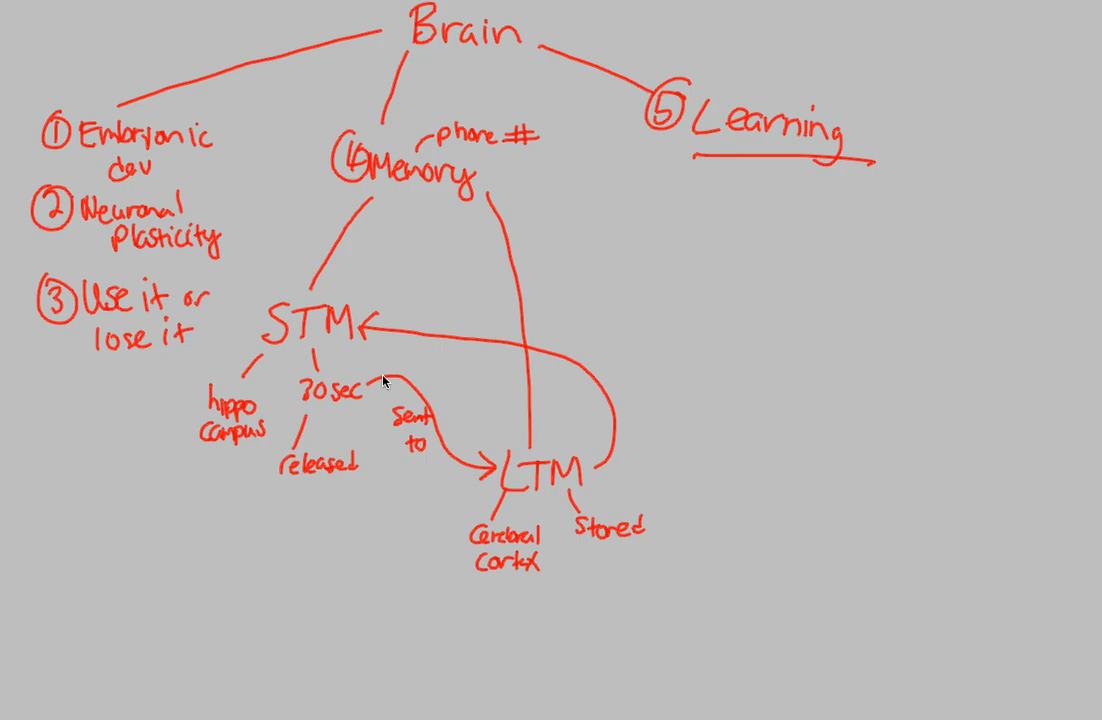 Brain
① Embryonic
dev
② Neuronal
Plasticity
③ Use it or
lose it
④ Memory
phone #
STM
hippo
campus
30 sec
released
Sent
to
LTM
Cerebral
Cortex
Stored
⑤ Learning